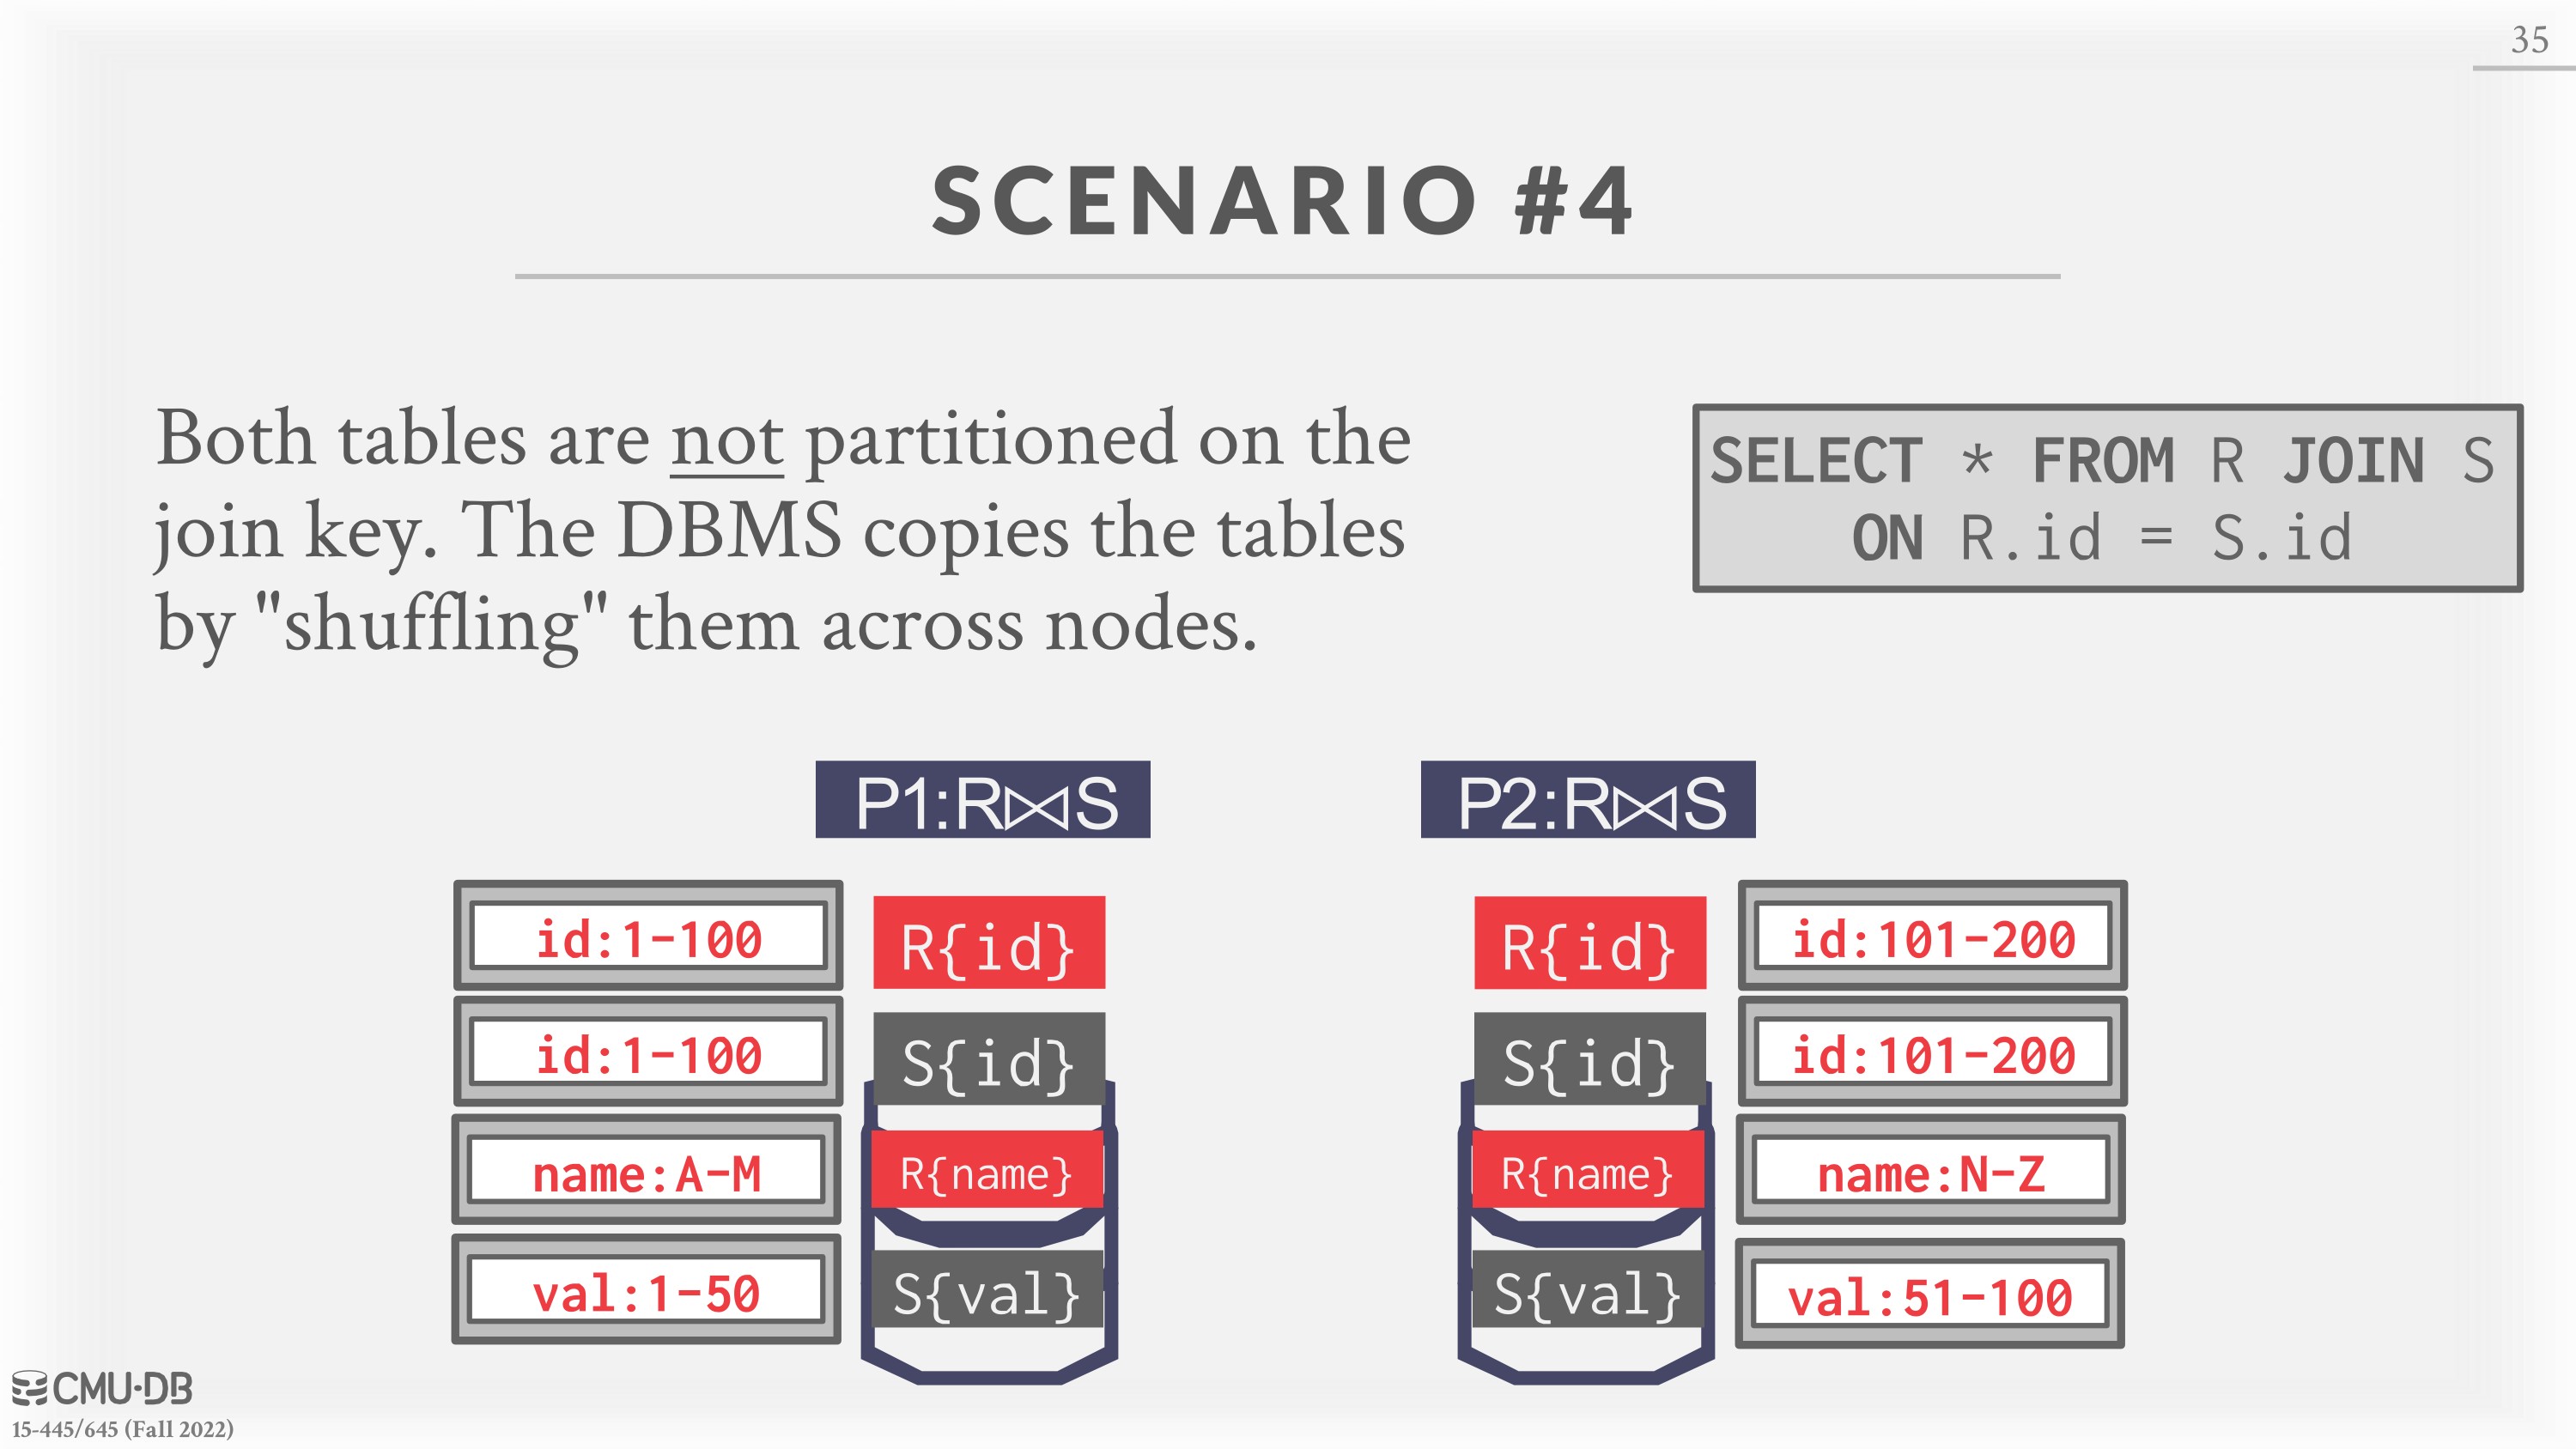 35
SCENARIO #4
Both tables are not partitioned on the
join key. The DBMS copies the tables
by "shuffling" them across nodes.
SELECT * FROM R JOIN S
ON R.id = S.id
P1:R⋈S
P2:R⋈S
id:1-100
R{id}
R{id}
id:101-200
id:1-100
S{id}
S{id}
id:101-200
name:A-M
R{name}
R{name}
name:N-Z
val:1-50
S{val}
S{val}
val:51-100
CMU·DB
15-445/645 (Fall 2022)